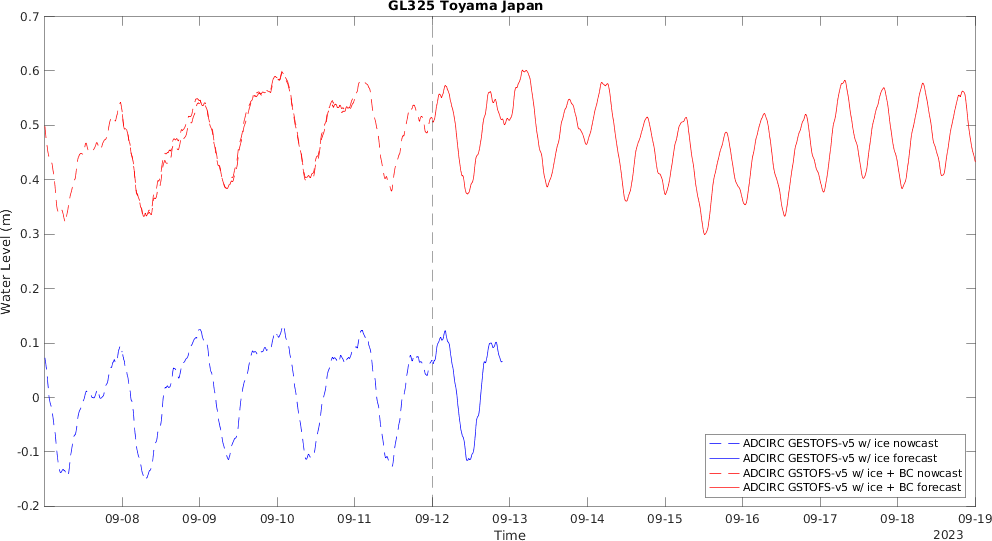 GL325 Toyama Japan
Water Level (m)
0.7
0.6
0.5
0.4
0.3
0.2
0.1
0
-0.1
-0.2
ADCIRC GESTOFS-v5 w/ ice nowcast
ADCIRC GESTOFS-v5 w/ ice forecast
ADCIRC GSTOFS-v5 w/ ice + BC nowcast
ADCIRC GSTOFS-v5 w/ ice + BC forecast
09-08 09-09 09-10 09-11 09-12 09-13 09-14 09-15 09-16 09-17 09-18 09-19
Time
2023